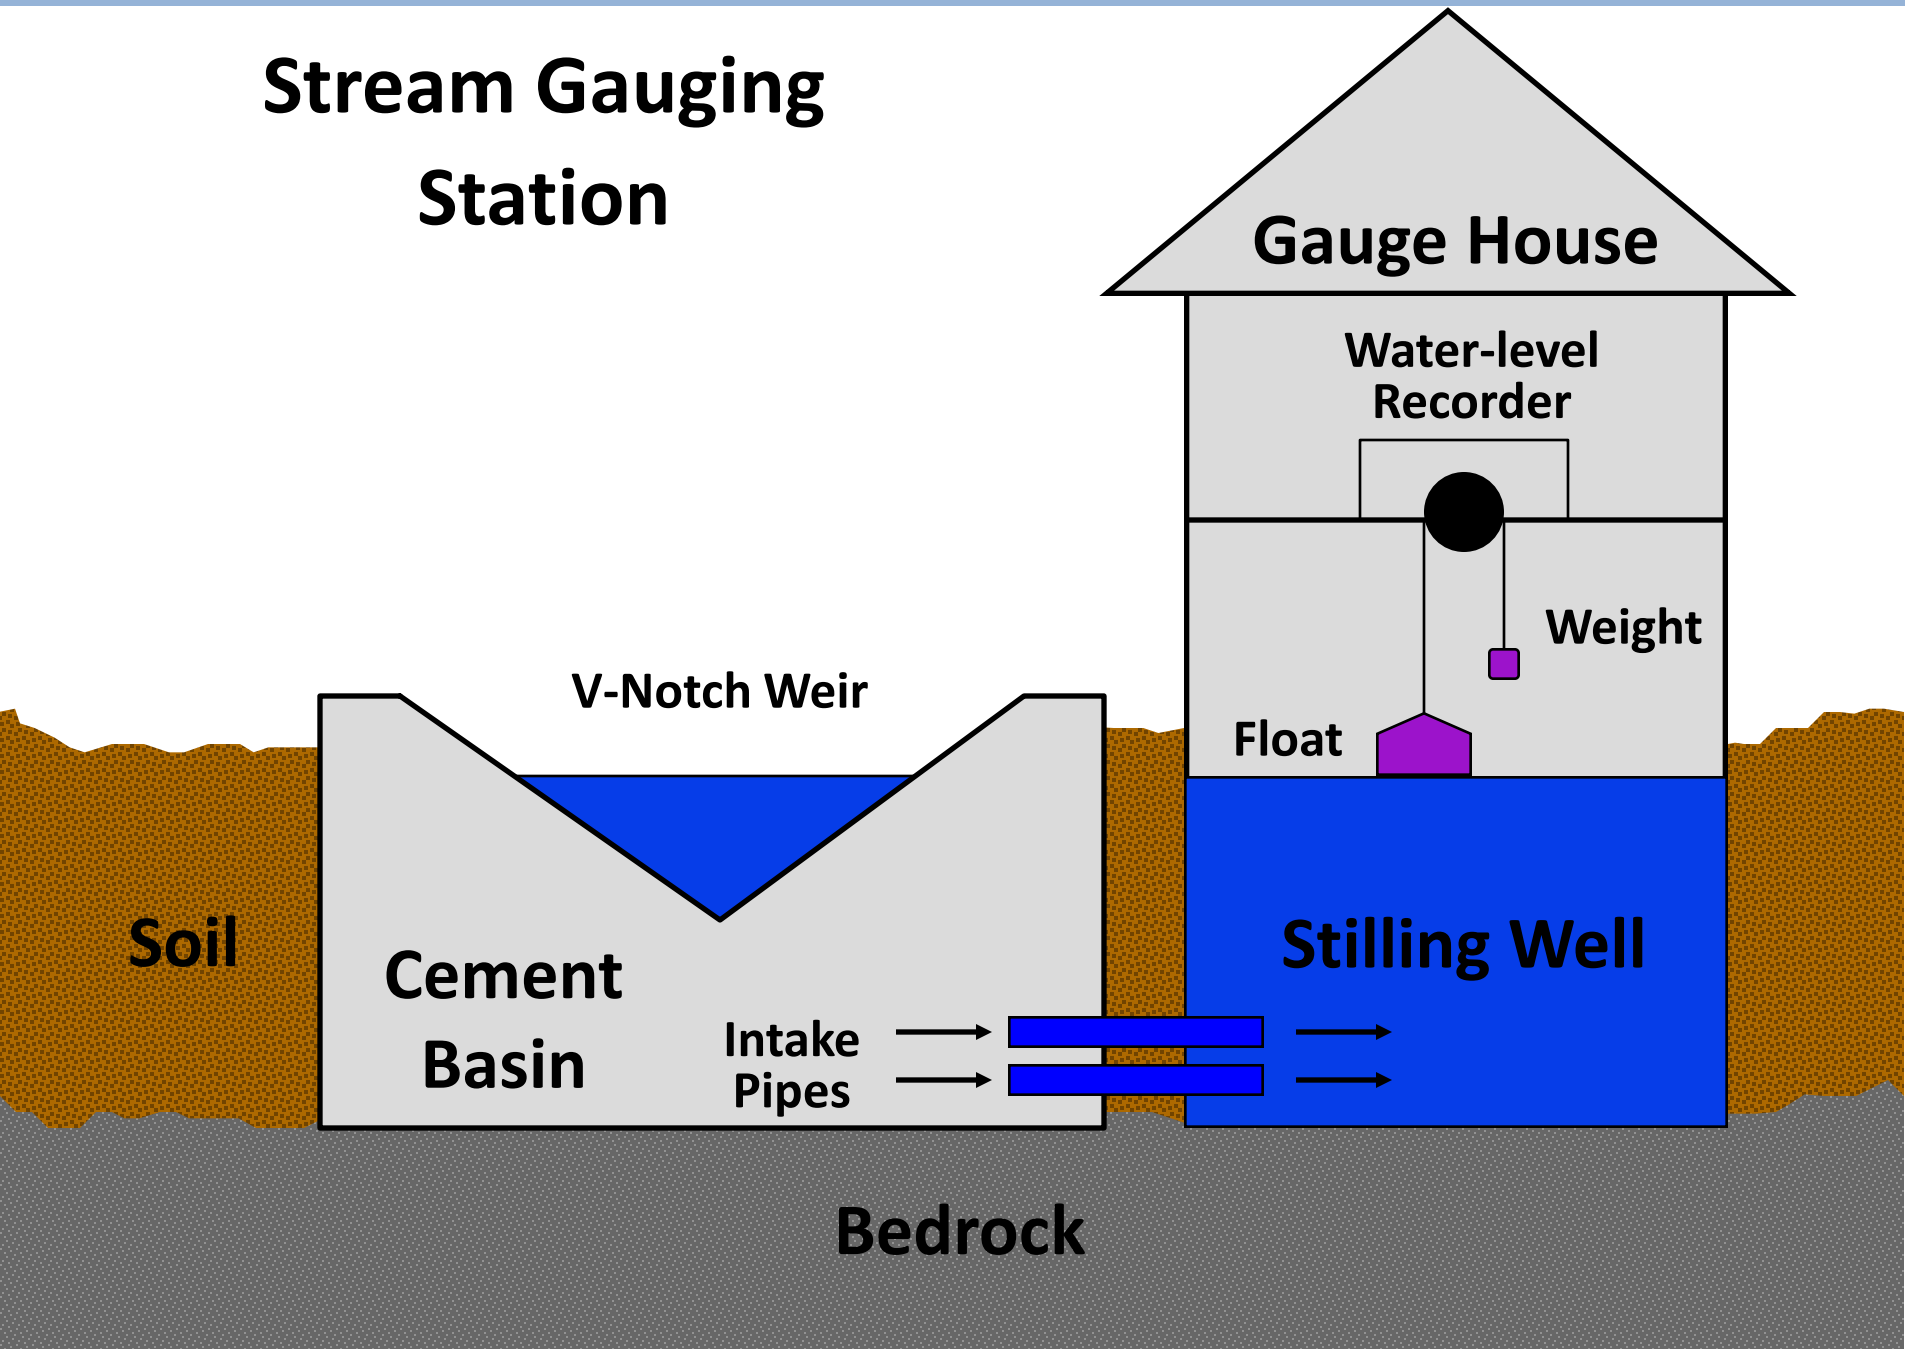 Stream Gauging
Station
Gauge House
Water-level
Recorder
Weight
V-Notch Weir
Float
Soil
Cement
Basin
Intake
Pipes
Stilling Well
Bedrock